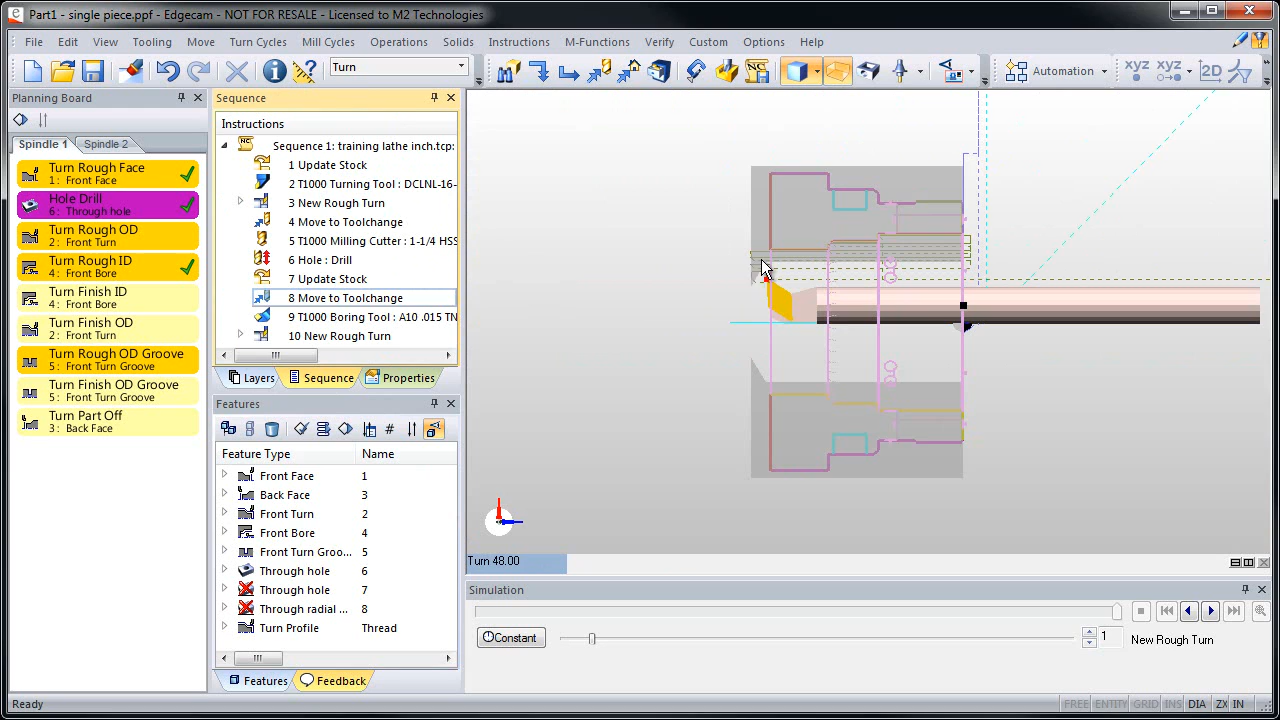 Part1 - single piece.ppf - Edgecam - NOT FOR RESALE - Licensed to M2 Technologies
File Edit View Tooling Move Turn Cycles Mill Cycles Operations Solids Instructions M-Functions Verify Custom Options Help
Turn
Automation
xyz xyz 2D
Planning Board
Spindle 1 Spindle 2
Turn Rough Face
1: Front Face
Hole Drill
6: Through hole
Turn Rough OD
2: Front Turn
Turn Rough ID
4: Front Bore
Turn Finish ID
4: Front Bore
Turn Finish OD
2: Front Turn
Turn Rough OD Groove
5: Front Turn Groove
Turn Finish OD Groove
5: Front Turn Groove
Turn Part Off
3: Back Face
Sequence
Instructions
Sequence 1: training lathe inch.tcp:
1 Update Stock
2 T1000 Turning Tool : DCLNL-16-
3 New Rough Turn
4 Move to Toolchange
5 T1000 Milling Cutter : 1-1/4 HSS
6 Hole : Drill
7 Update Stock
8 Move to Toolchange
9 T1000 Boring Tool : A10 .015 TN
10 New Rough Turn
Layers Sequence Properties
Features
Feature Type Name
Front Face 1
Back Face 3
Front Turn 2
Front Bore 4
Front Turn Groo... 5
Through hole 6
Through hole 7
Through radial ... 8
Turn Profile Thread
Features Feedback
Turn 48.00
Simulation
Constant 1 New Rough Turn
Ready FREE ENTITY GRID INS DIA ZX IN